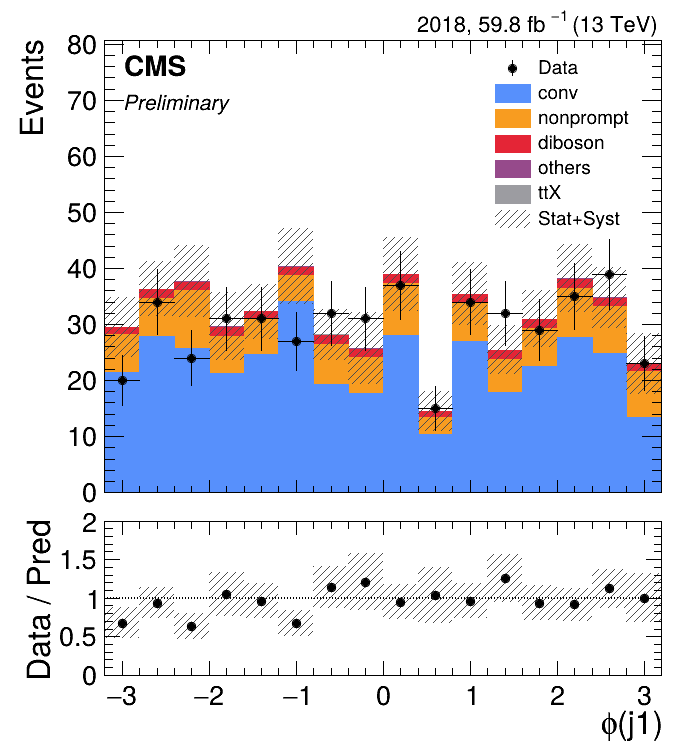 2018, 59.8 fb⁻¹ (13 TeV)
CMS
Preliminary
Events
80
70
60
50
40
30
20
10
0
Data
conv
nonprompt
diboson
others
ttX
Stat+Syst
Data / Pred
2
1.5
1
0.5
0
−3 −2 −1 0 1 2 3
ϕ(j1)